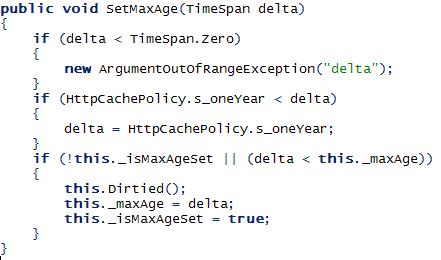 public void SetMaxAge(TimeSpan delta)
{
    if (delta < TimeSpan.Zero)
    {
        new ArgumentOutOfRangeException("delta");
    }
    if (HttpCachePolicy.s_oneYear < delta)
    {
        delta = HttpCachePolicy.s_oneYear;
    }
    if (!this._isMaxAgeSet || (delta < this._maxAge))
    {
        this.Dirtied();
        this._maxAge = delta;
        this._isMaxAgeSet = true;
    }
}